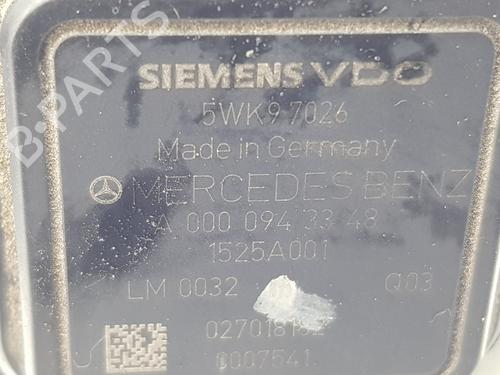 B-PARTS
SIEMENS VDO
5WK9 7026
Made in Germany
MERCEDES BENZ
A 000 094 33 48
1525A001
LM 0032 Q03
0007541